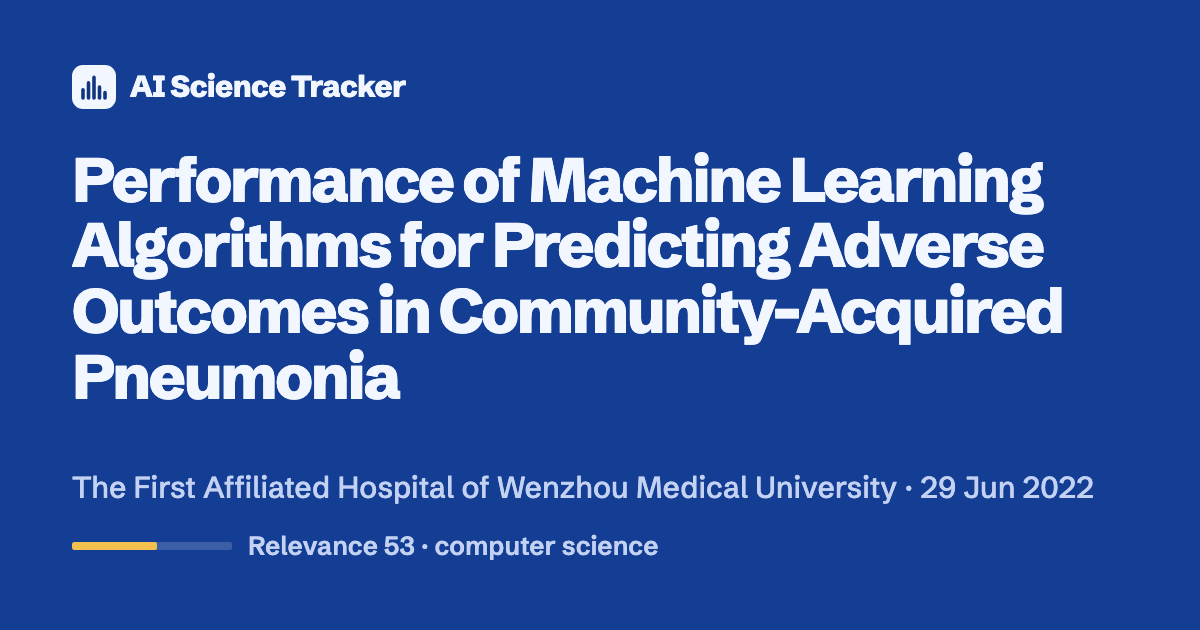 AI Science Tracker
Performance of Machine Learning
Algorithms for Predicting Adverse
Outcomes in Community-Acquired
Pneumonia
The First Affiliated Hospital of Wenzhou Medical University · 29 Jun 2022
Relevance 53 · computer science